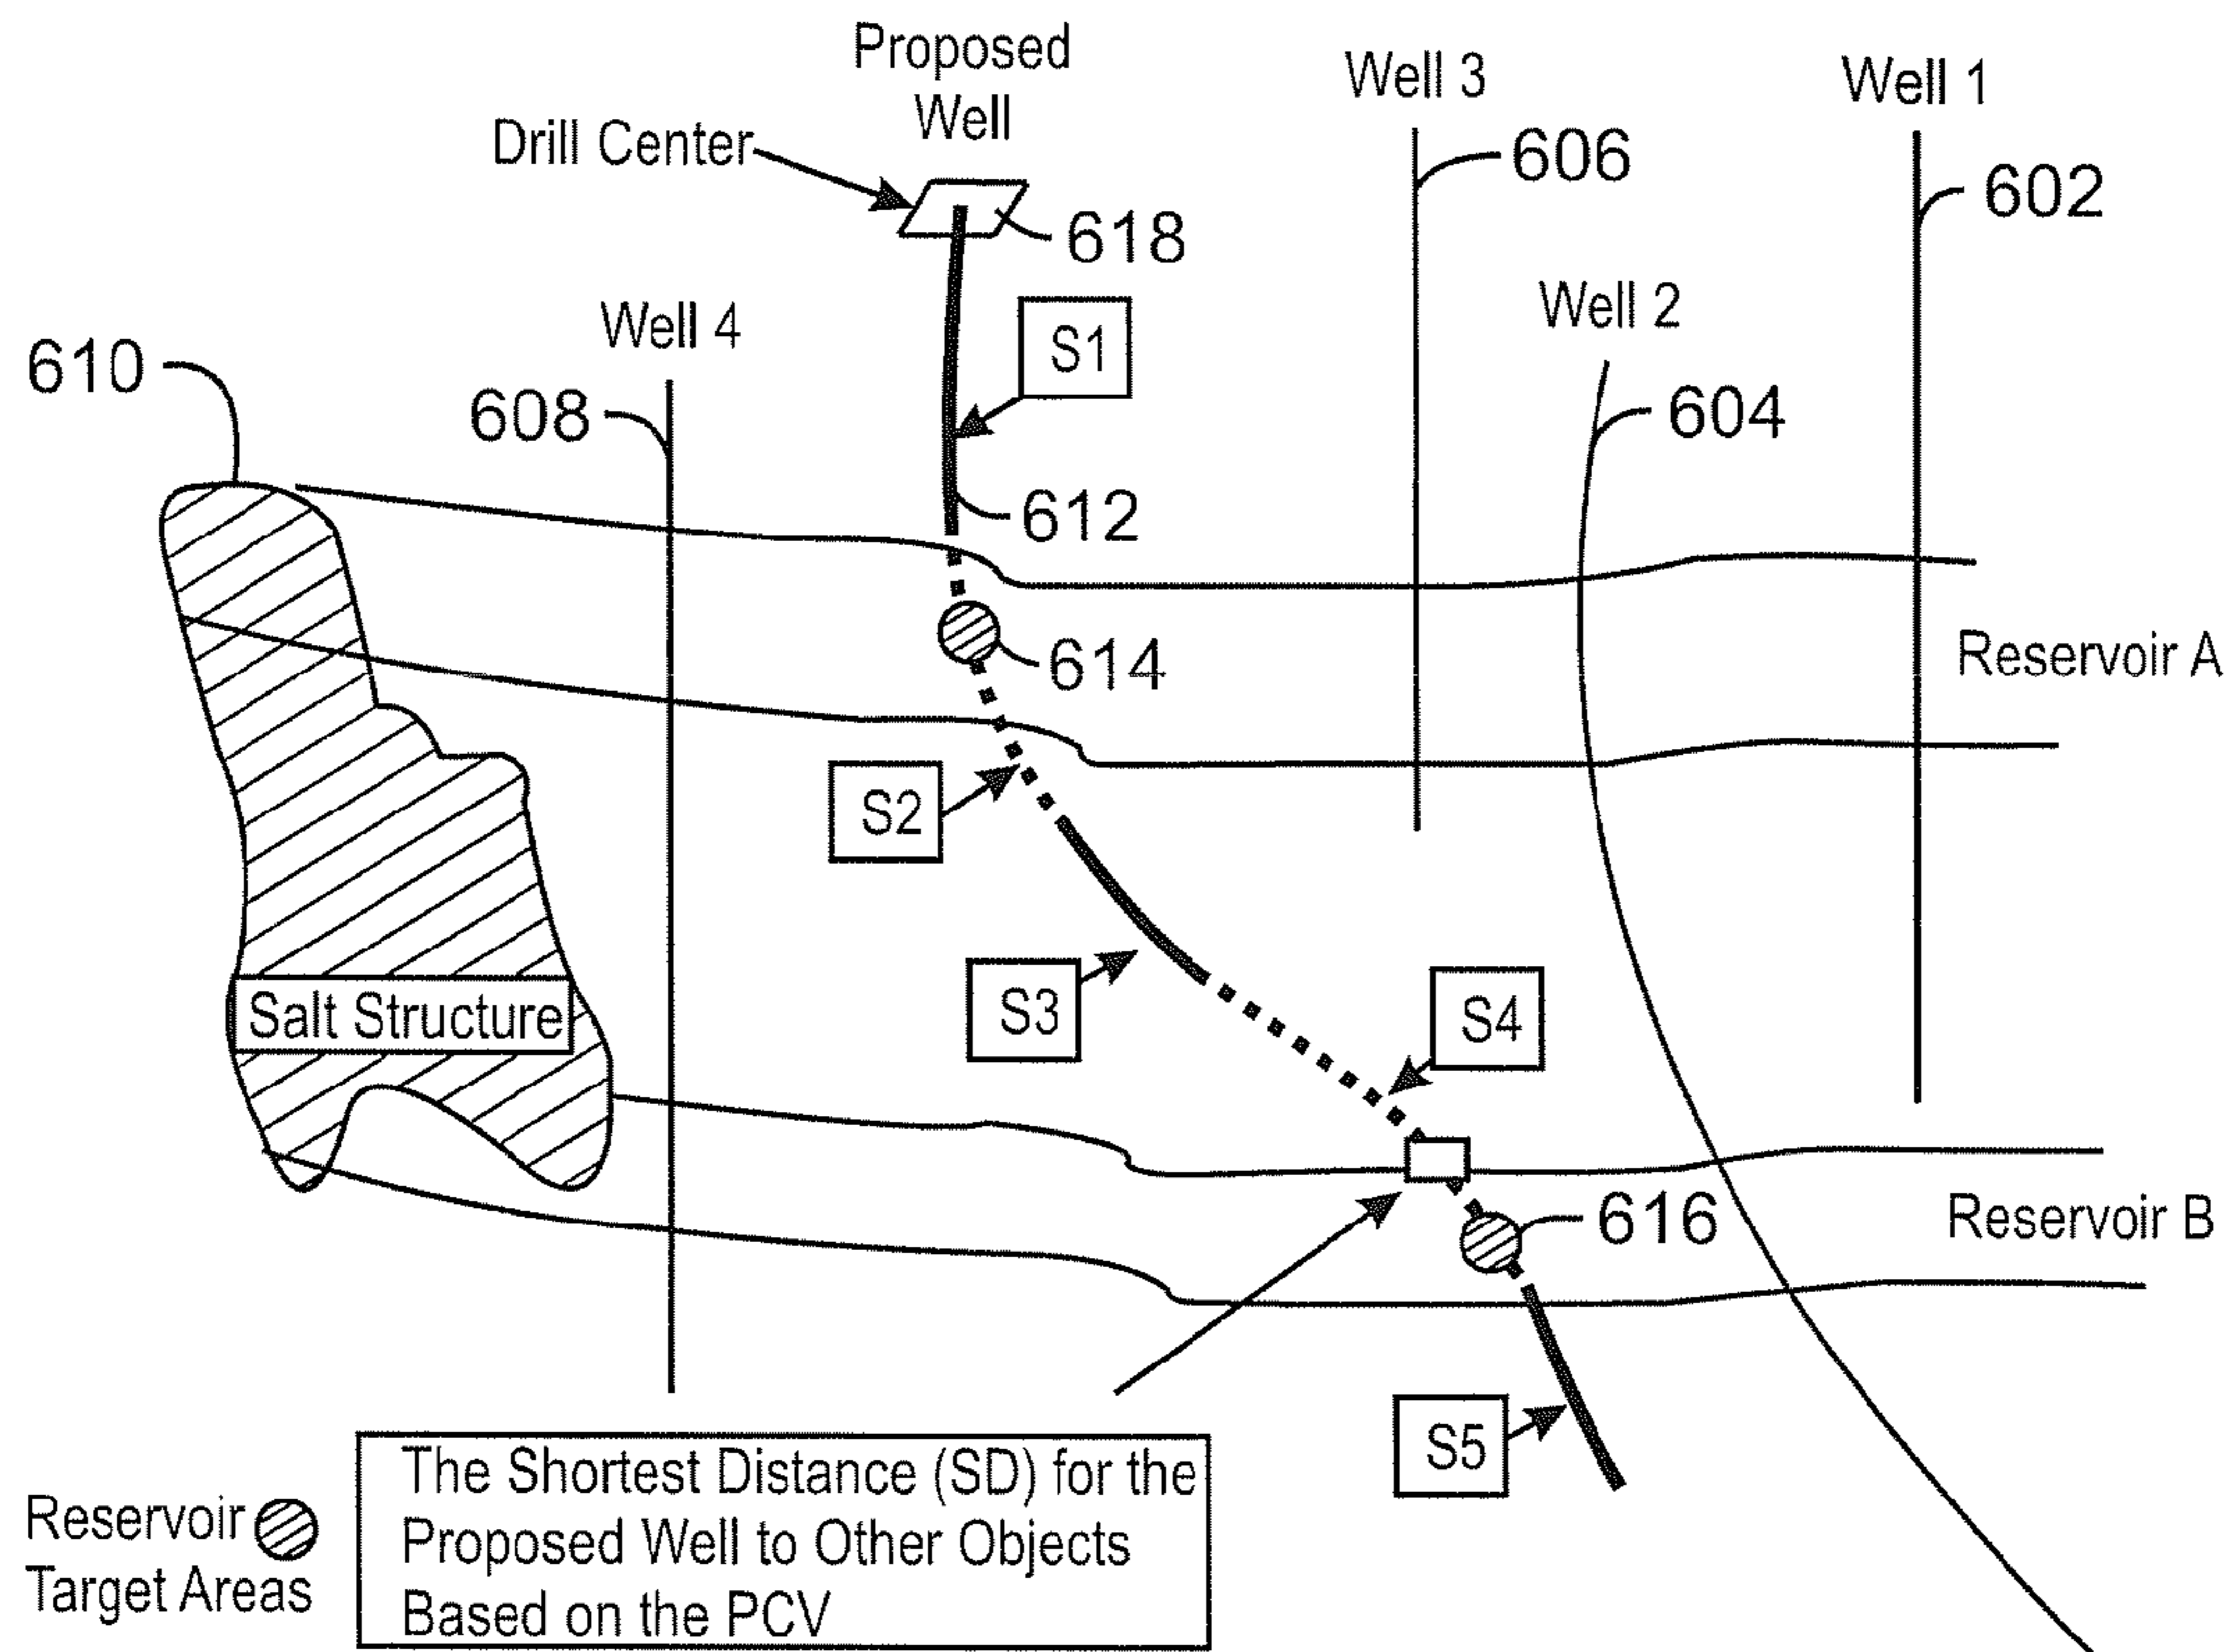 Proposed
Well
Well 3
Well 1
Drill Center
606
602
618
Well 2
Well 4
S1
610
608
604
612
Reservoir A
614
S2
S3
S4
Salt Structure
616
Reservoir B
S5
The Shortest Distance (SD) for the
Proposed Well to Other Objects
Based on the PCV
Reservoir
Target Areas